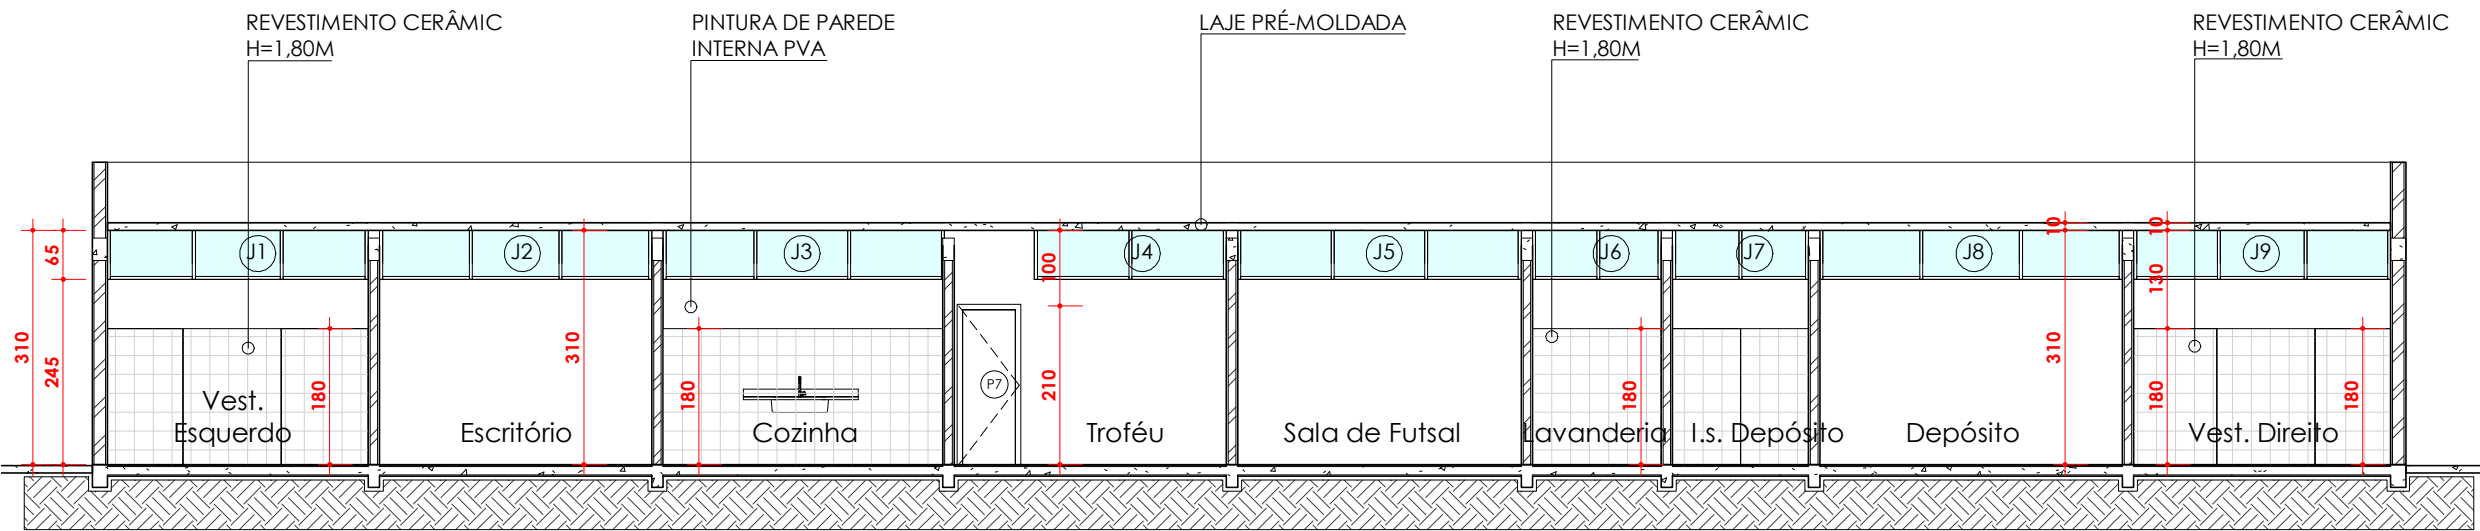 REVESTIMENTO CERÂMIC
H=1,80M
PINTURA DE PAREDE
INTERNA PVA
LAJE PRÉ-MOLDADA
REVESTIMENTO CERÂMIC
H=1,80M
REVESTIMENTO CERÂMIC
H=1,80M
J1
J2
J3
J4
J5
J6
J7
J8
J9
310
65
245
180
310
180
100
210
180
10
310
10
130
180
180
P7
Vest.
Esquerdo
Escritório
Cozinha
Troféu
Sala de Futsal
Lavanderia
I.s. Depósito
Depósito
Vest. Direito